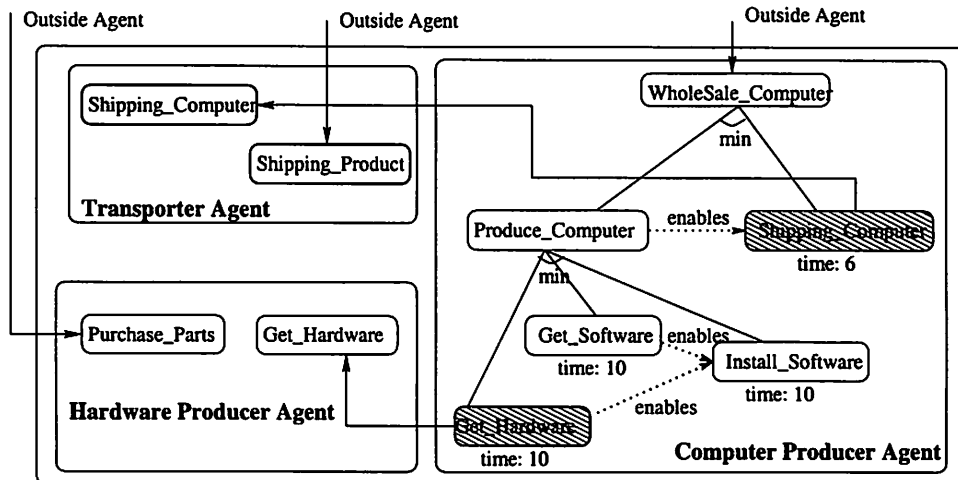 Outside Agent
Outside Agent
Outside Agent
Shipping_Computer
Shipping_Product
Transporter Agent
WholeSale_Computer
min
Produce_Computer
enables
Shipping_Computer
time: 6
min
Purchase_Parts
Get_Hardware
Hardware Producer Agent
Get_Software
time: 10
enables
Install_Software
time: 10
enables
Get_Hardware
time: 10
Computer Producer Agent